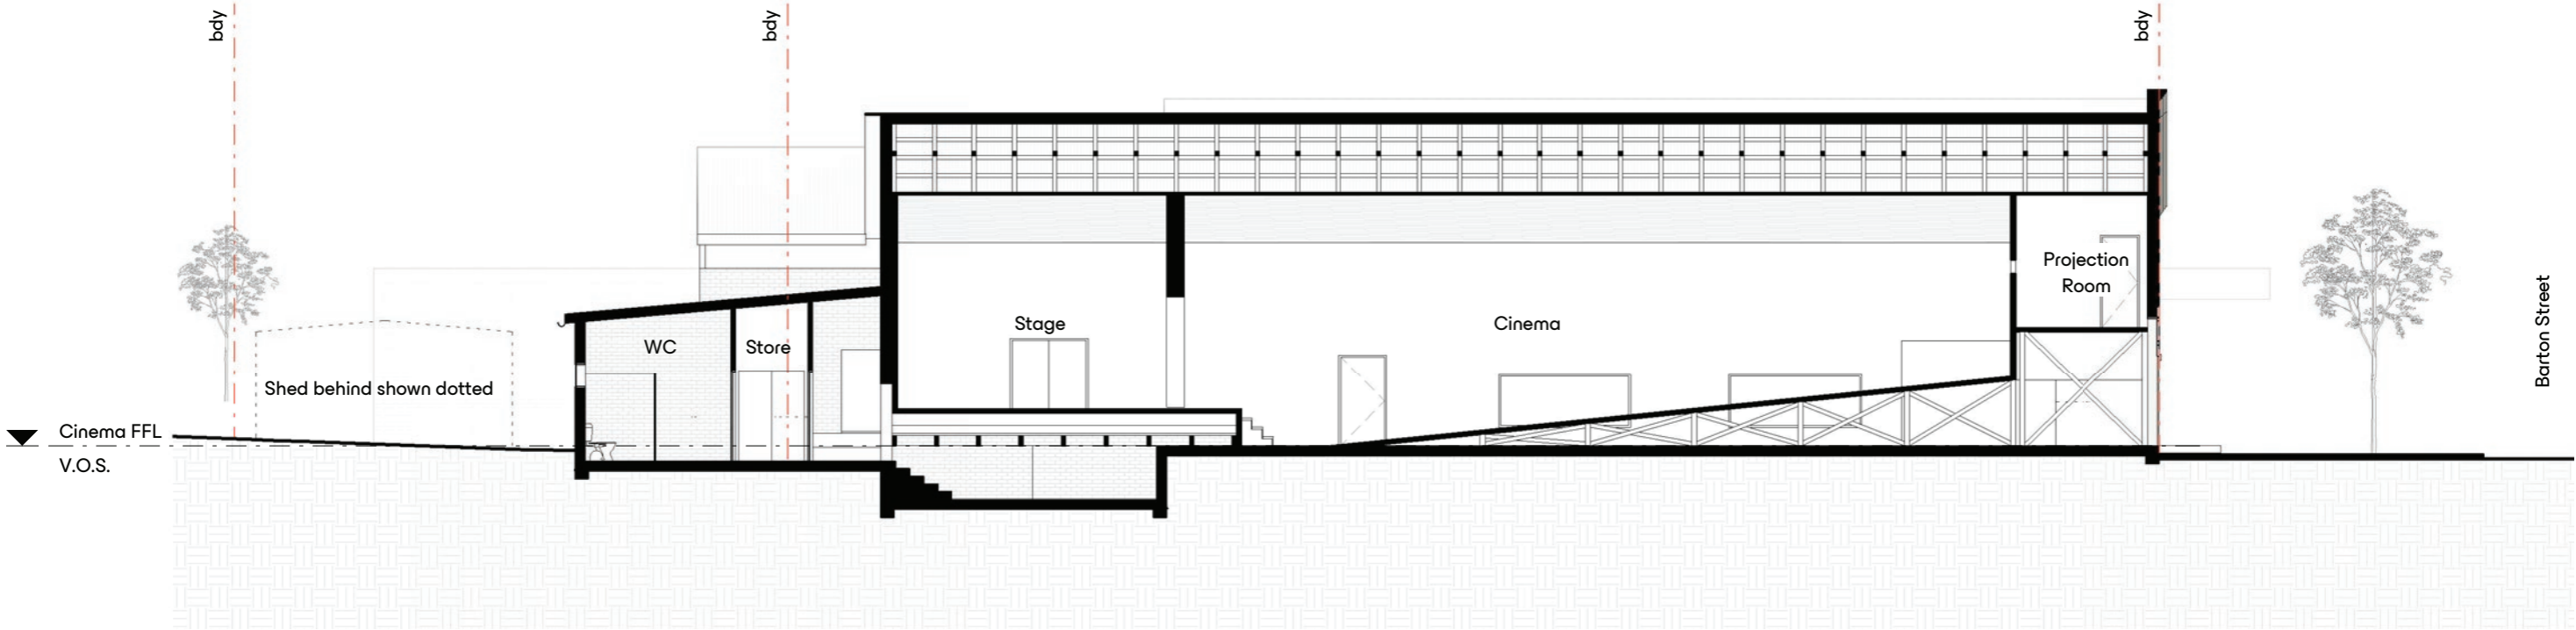 bdy
bdy
bdy
Projection
Room
Stage
Cinema
WC
Store
Shed behind shown dotted
Barton Street
Cinema FFL
V.O.S.